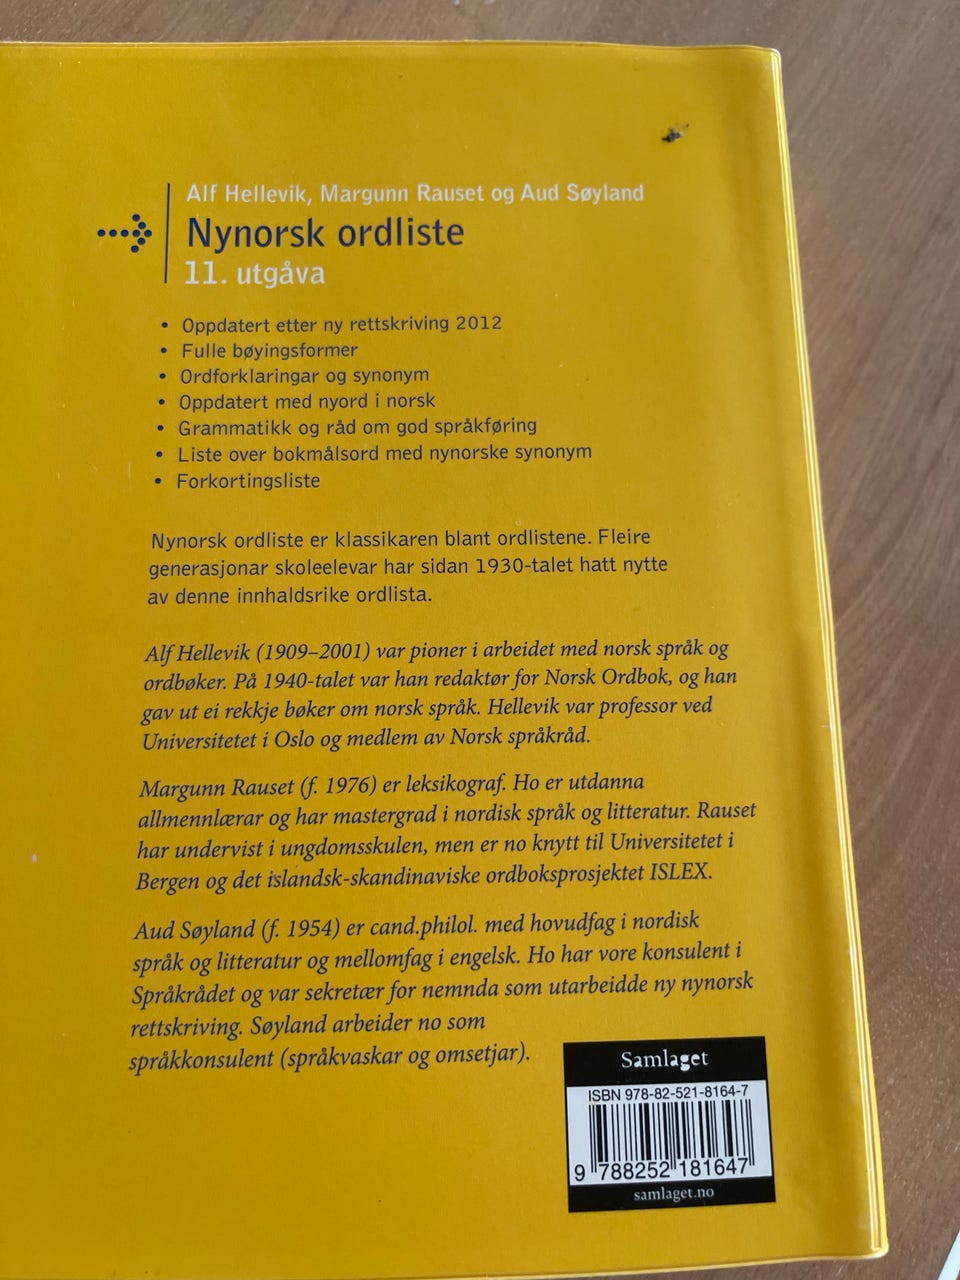 Alf Hellevik, Margunn Rauset og Aud Søyland
Nynorsk ordliste
11. utgåva
• Oppdatert etter ny rettskriving 2012
• Fulle bøyingsformer
• Ordforklaringar og synonym
• Oppdatert med nyord i norsk
• Grammatikk og råd om god språkføring
• Liste over bokmålsord med nynorske synonym
• Forkortingsliste
Nynorsk ordliste er klassikaren blant ordlistene. Fleire
generasjonar skoleelevar har sidan 1930-talet hatt nytte
av denne innhaldsrike ordlista.
Alf Hellevik (1909–2001) var pioner i arbeidet med norsk språk og
ordbøker. På 1940-talet var han redaktør for Norsk Ordbok, og han
gav ut ei rekkje bøker om norsk språk. Hellevik var professor ved
Universitetet i Oslo og medlem av Norsk språkråd.
Margunn Rauset (f. 1976) er leksikograf. Ho er utdanna
allmennlærar og har mastergrad i nordisk språk og litteratur. Rauset
har undervist i ungdomsskulen, men er no knytt til Universitetet i
Bergen og det islandsk-skandinaviske ordboksprosjektet ISLEX.
Aud Søyland (f. 1954) er cand.philol. med hovudfag i nordisk
språk og litteratur og mellomfag i engelsk. Ho har vore konsulent i
Språkrådet og var sekretær for nemnda som utarbeidde ny nynorsk
rettskriving. Søyland arbeider no som
språkkonsulent (språkvaskar og omsetjar).
Samlaget
ISBN 978-82-521-8164-7
9 788252 181647
samlaget.no